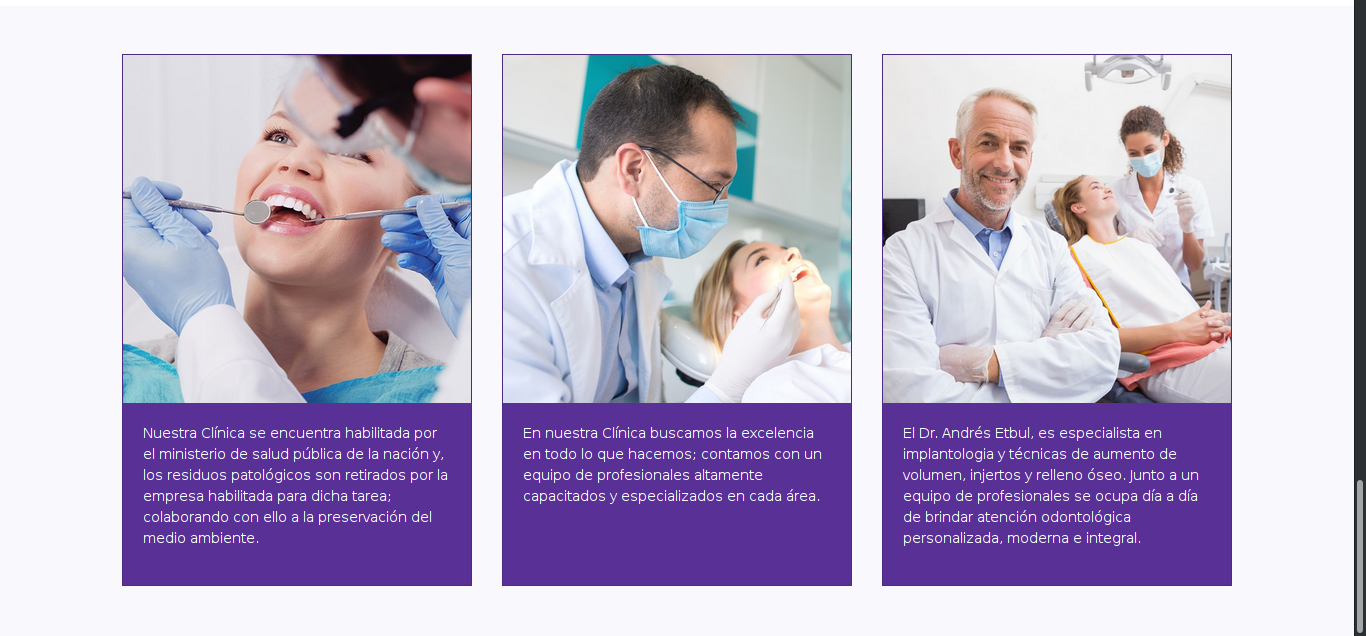 Nuestra Clínica se encuentra habilitada por
el ministerio de salud pública de la nación y,
los residuos patológicos son retirados por la
empresa habilitada para dicha tarea;
colaborando con ello a la preservación del
medio ambiente.
En nuestra Clínica buscamos la excelencia
en todo lo que hacemos; contamos con un
equipo de profesionales altamente
capacitados y especializados en cada área.
El Dr. Andrés Etbul, es especialista en
implantologia y técnicas de aumento de
volumen, injertos y relleno óseo. Junto a un
equipo de profesionales se ocupa día a día
de brindar atención odontológica
personalizada, moderna e integral.